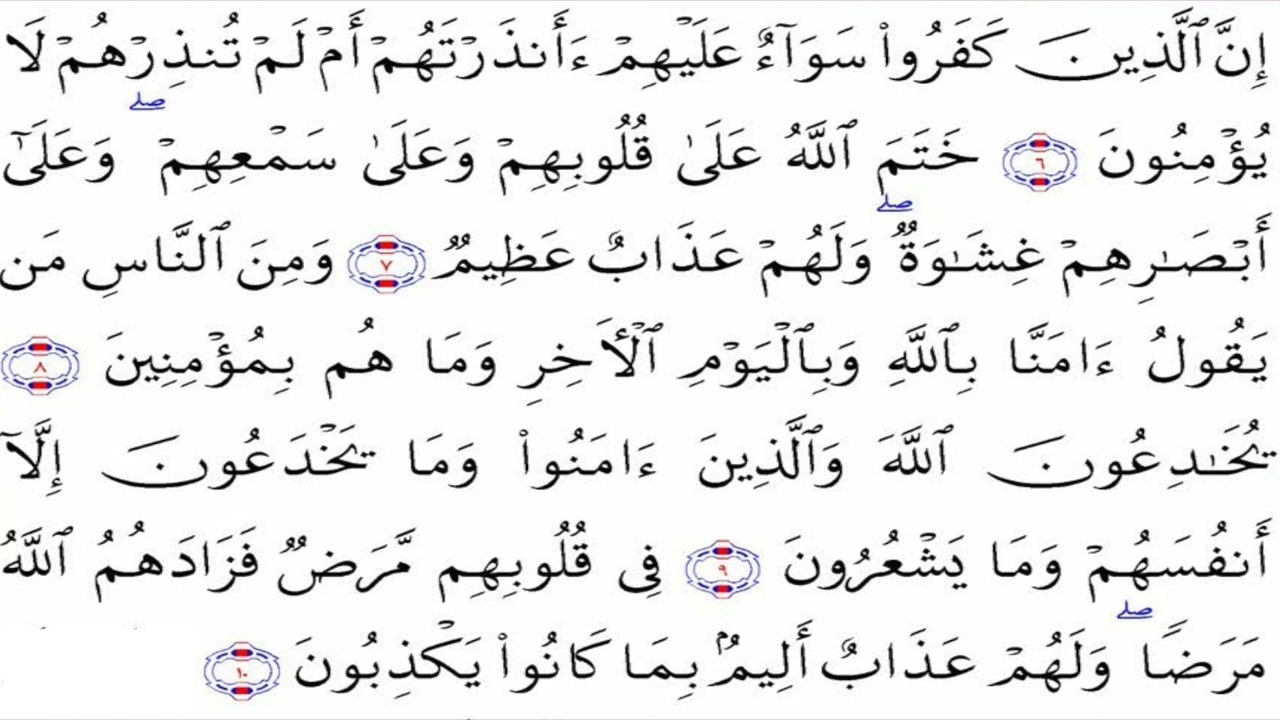 إِنَّ ٱلَّذِينَ كَفَرُوا۟ سَوَآءٌ عَلَيْهِمْ ءَأَنذَرْتَهُمْ أَمْ لَمْ تُنذِرْهُمْ لَا
يُؤْمِنُونَ ٦ خَتَمَ ٱللَّهُ عَلَىٰ قُلُوبِهِمْ وَعَلَىٰ سَمْعِهِمْ ۖ وَعَلَىٰٓ
أَبْصَـٰرِهِمْ غِشَـٰوَةٌ ۖ وَلَهُمْ عَذَابٌ عَظِيمٌ ٧ وَمِنَ ٱلنَّاسِ مَن
يَقُولُ ءَامَنَّا بِٱللَّهِ وَبِٱلْيَوْمِ ٱلْأَخِرِ وَمَا هُم بِمُؤْمِنِينَ ٨
يُخَـٰدِعُونَ ٱللَّهَ وَٱلَّذِينَ ءَامَنُوا۟ وَمَا يَخْدَعُونَ إِلَّآ
أَنفُسَهُمْ وَمَا يَشْعُرُونَ ٩ فِى قُلُوبِهِم مَّرَضٌ فَزَادَهُمُ ٱللَّهُ
مَرَضًا ۖ وَلَهُمْ عَذَابٌ أَلِيمٌۢ بِمَا كَانُوا۟ يَكْذِبُونَ ١٠